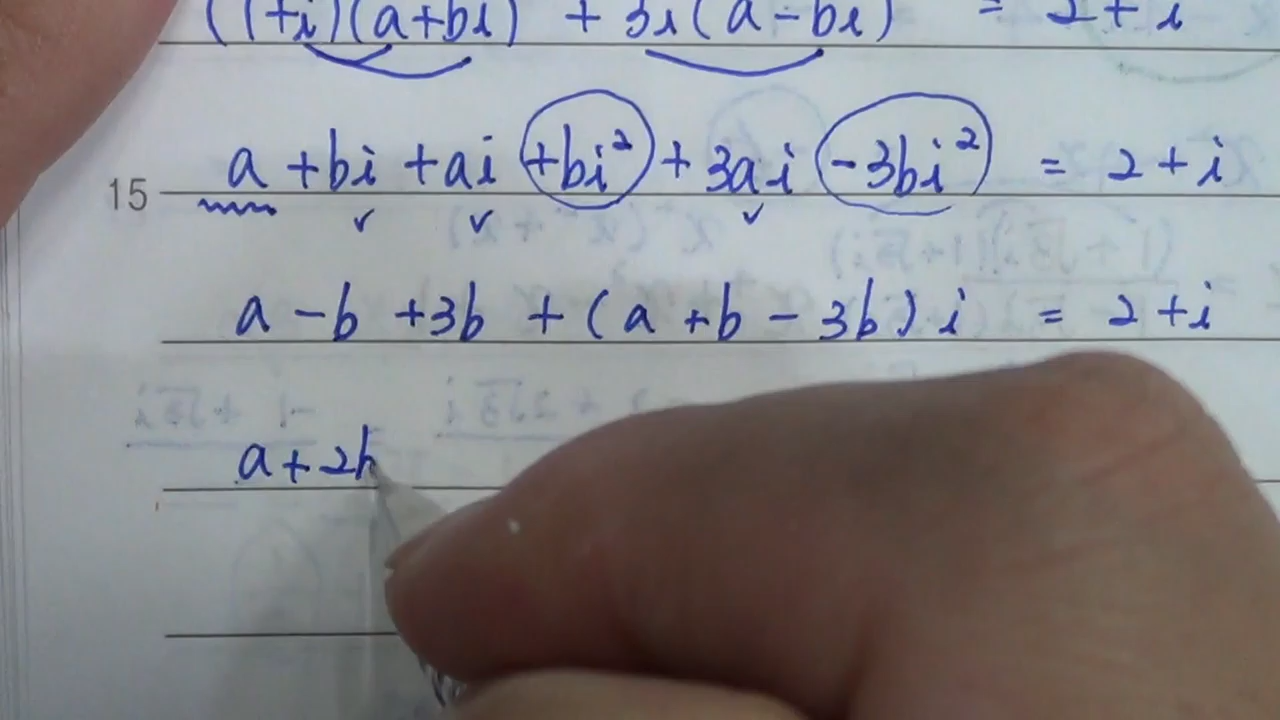 (1+i)(a+bi) + 3i(a-bi) = 2+i
15 a +bi +ai +bi² + 3ai -3bi² = 2+i
a -b +3b + (a +b - 3b) i = 2+i
a + 2b